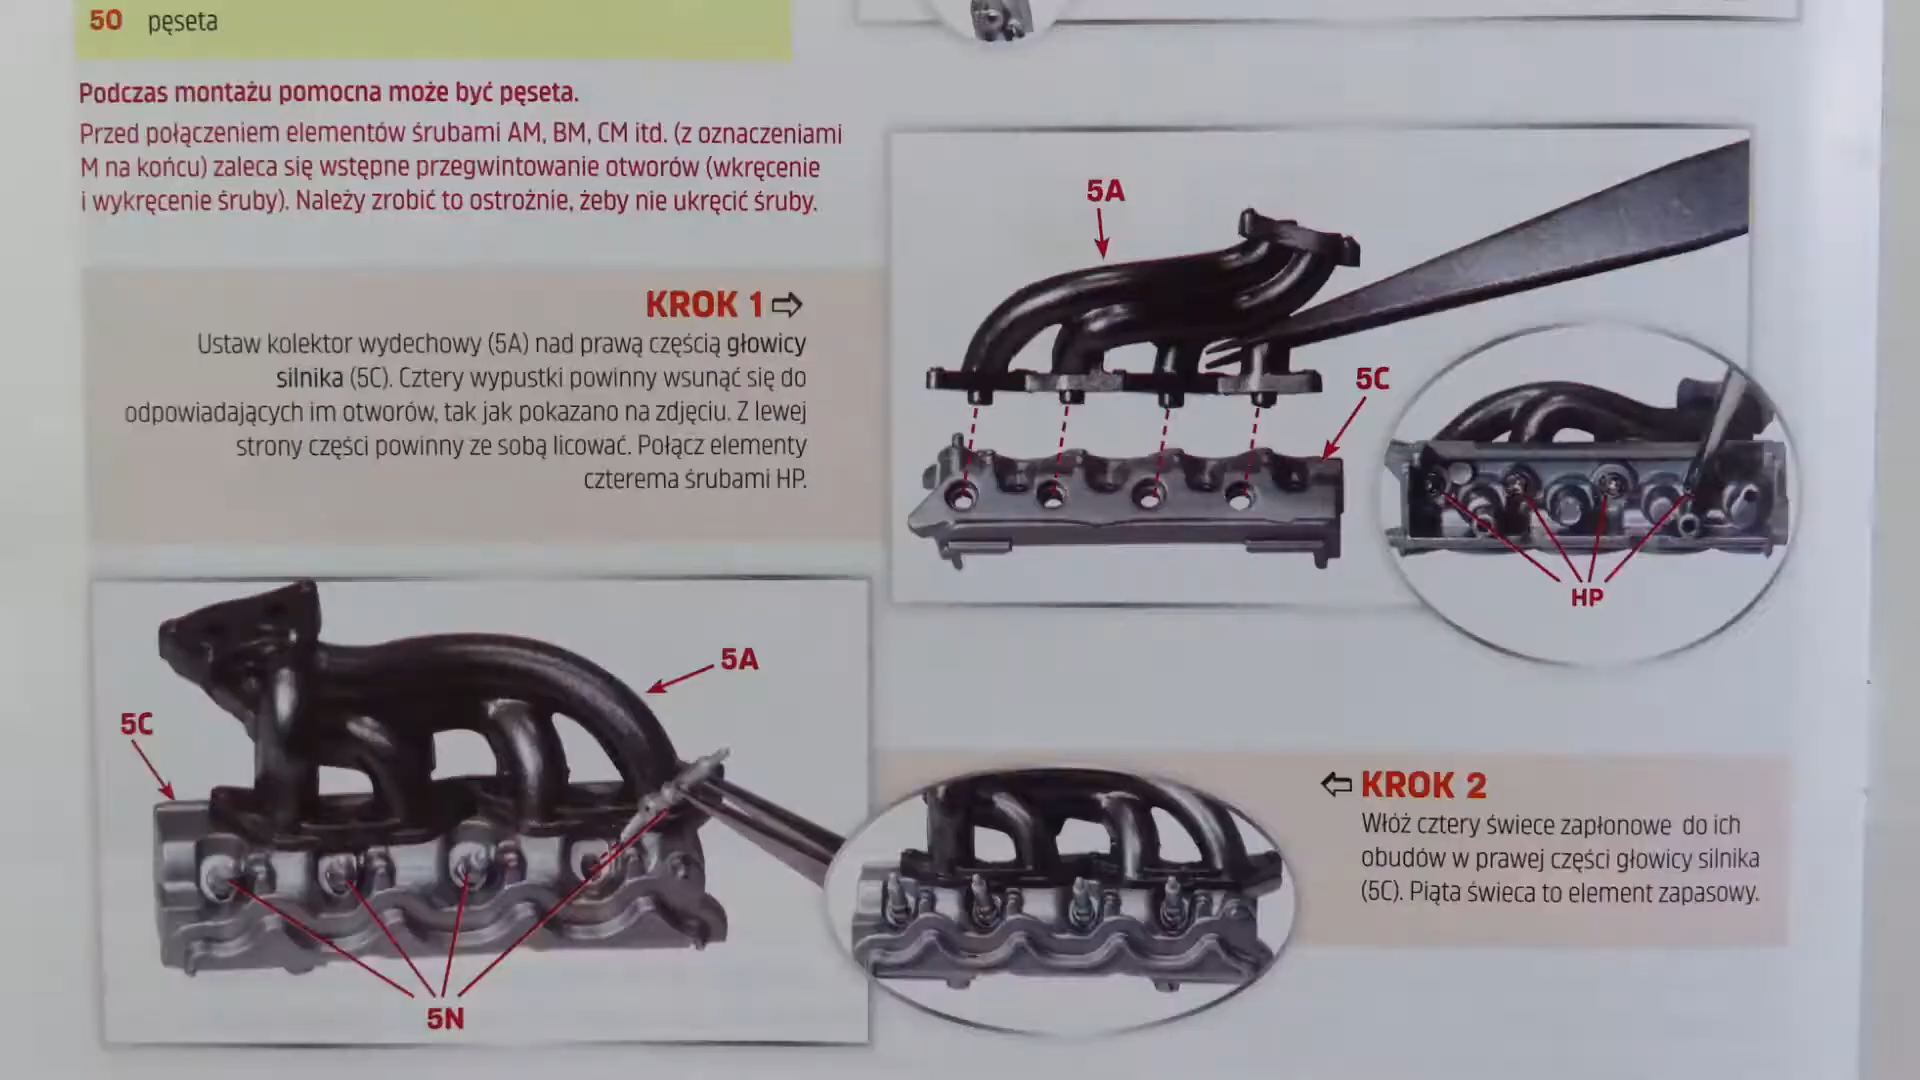 50 pęseta
Podczas montażu pomocna może być pęseta.
Przed połączeniem elementów śrubami AM, BM, CM itd. (z oznaczeniami
M na końcu) zaleca się wstępne przegwintowanie otworów (wkręcenie
i wykręcenie śruby). Należy zrobić to ostrożnie, żeby nie ukręcić śruby.
KROK 1
Ustaw kolektor wydechowy (5A) nad prawą częścią głowicy
silnika (5C). Cztery wypustki powinny wsunąć się do
odpowiadających im otworów, tak jak pokazano na zdjęciu. Z lewej
strony części powinny ze sobą licować. Połącz elementy
czterema śrubami HP.
5A
5C
HP
5A
5C
5N
KROK 2
Włóż cztery świece zapłonowe do ich
obudów w prawej części głowicy silnika
(5C). Piąta świeca to element zapasowy.